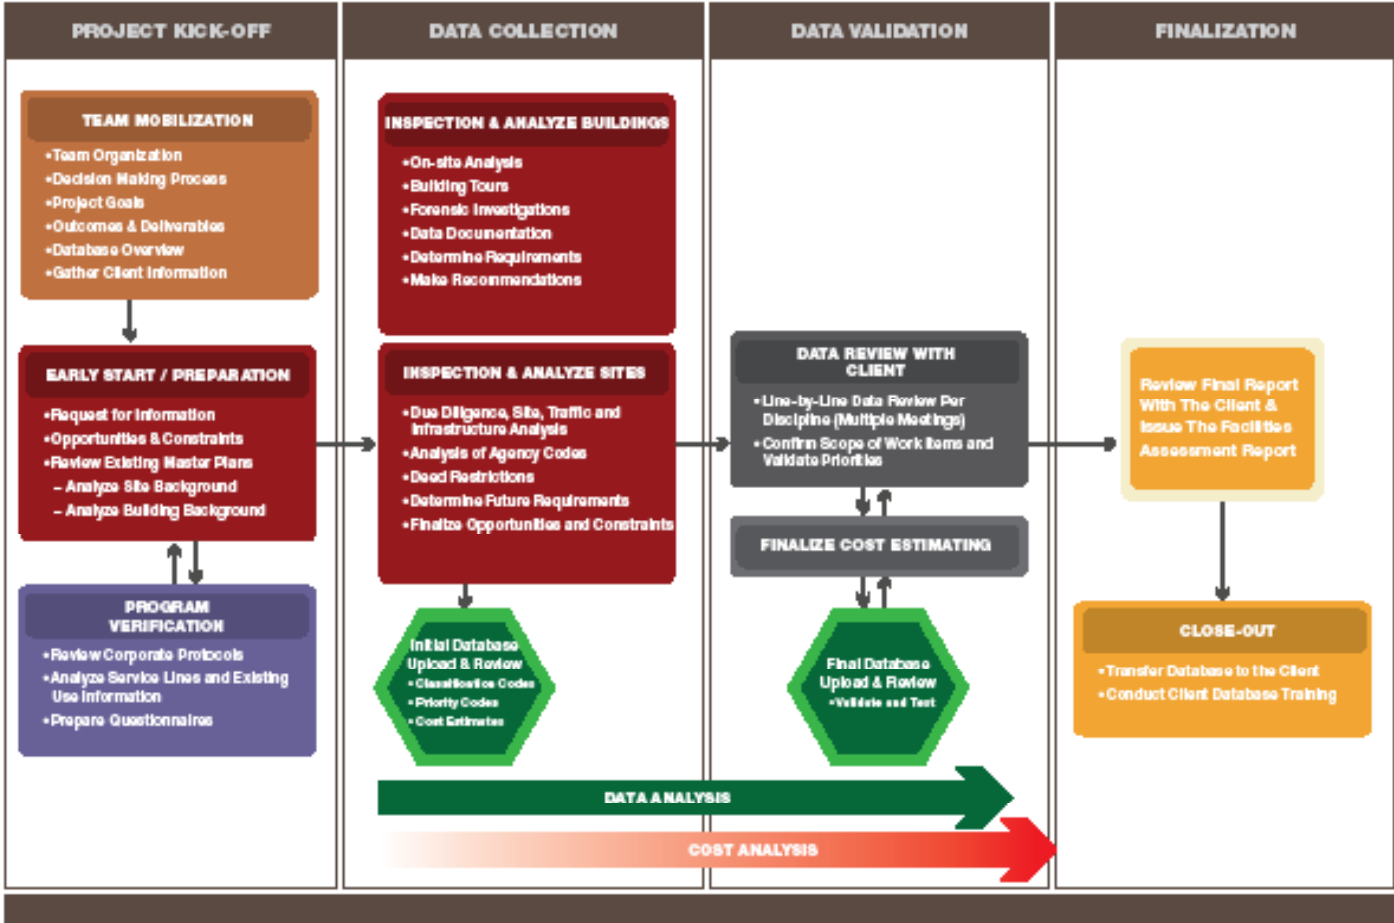 PROJECT KICK-OFF
DATA COLLECTION
DATA VALIDATION
FINALIZATION
TEAM MOBILIZATION
•Team Organization
•Decision Making Process
•Project Goals
•Outcomes & Deliverables
•Database Overview
•Gather Client Information
EARLY START / PREPARATION
•Request for Information
•Opportunities & Constraints
•Review Existing Master Plans
– Analyze Site Background
– Analyze Building Background
PROGRAM
VERIFICATION
•Review Corporate Protocols
•Analyze Service Lines and Existing
Use Information
•Prepare Questionnaires
INSPECTION & ANALYZE BUILDINGS
•On-site Analysis
•Building Tours
•Forensic Investigations
•Data Documentation
•Determine Requirements
•Make Recommendations
INSPECTION & ANALYZE SITES
•Due Diligence, Site, Traffic and
Infrastructure Analysis
•Analysis of Agency Codes
•Deed Restrictions
•Determine Future Requirements
•Finalize Opportunities and Constraints
Initial Database
Upload & Review
•Classification Codes
•Priority Codes
•Cost Estimates
DATA REVIEW WITH
CLIENT
•Line-by-Line Data Review Per
Discipline (Multiple Meetings)
•Confirm Scope of Work Items and
Validate Priorities
FINALIZE COST ESTIMATING
Final Database
Upload & Review
•Validate and Test
Review Final Report
With The Client &
Issue The Facilities
Assessment Report
CLOSE-OUT
•Transfer Database to the Client
•Conduct Client Database Training
DATA ANALYSIS
COST ANALYSIS